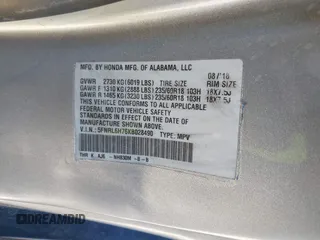 MFG. BY HONDA MFG. OF ALABAMA, LLC 08/18
GVWR 2730 KG (6019 LBS) TIRE SIZE RIM SIZE
GAWR F 1310 KG (2888 LBS) 235/60R18 103H 18X7.5J
GAWR R 1465 KG (3230 LBS) 235/60R18 103H 18X7.5J
THIS VEHICLE CONFORMS TO ALL APPLICABLE
FEDERAL MOTOR VEHICLE SAFETY
STANDARDS IN EFFECT ON THE DATE OF
MANUFACTURE SHOWN ABOVE.
V.I.N.: TYPE: MPV